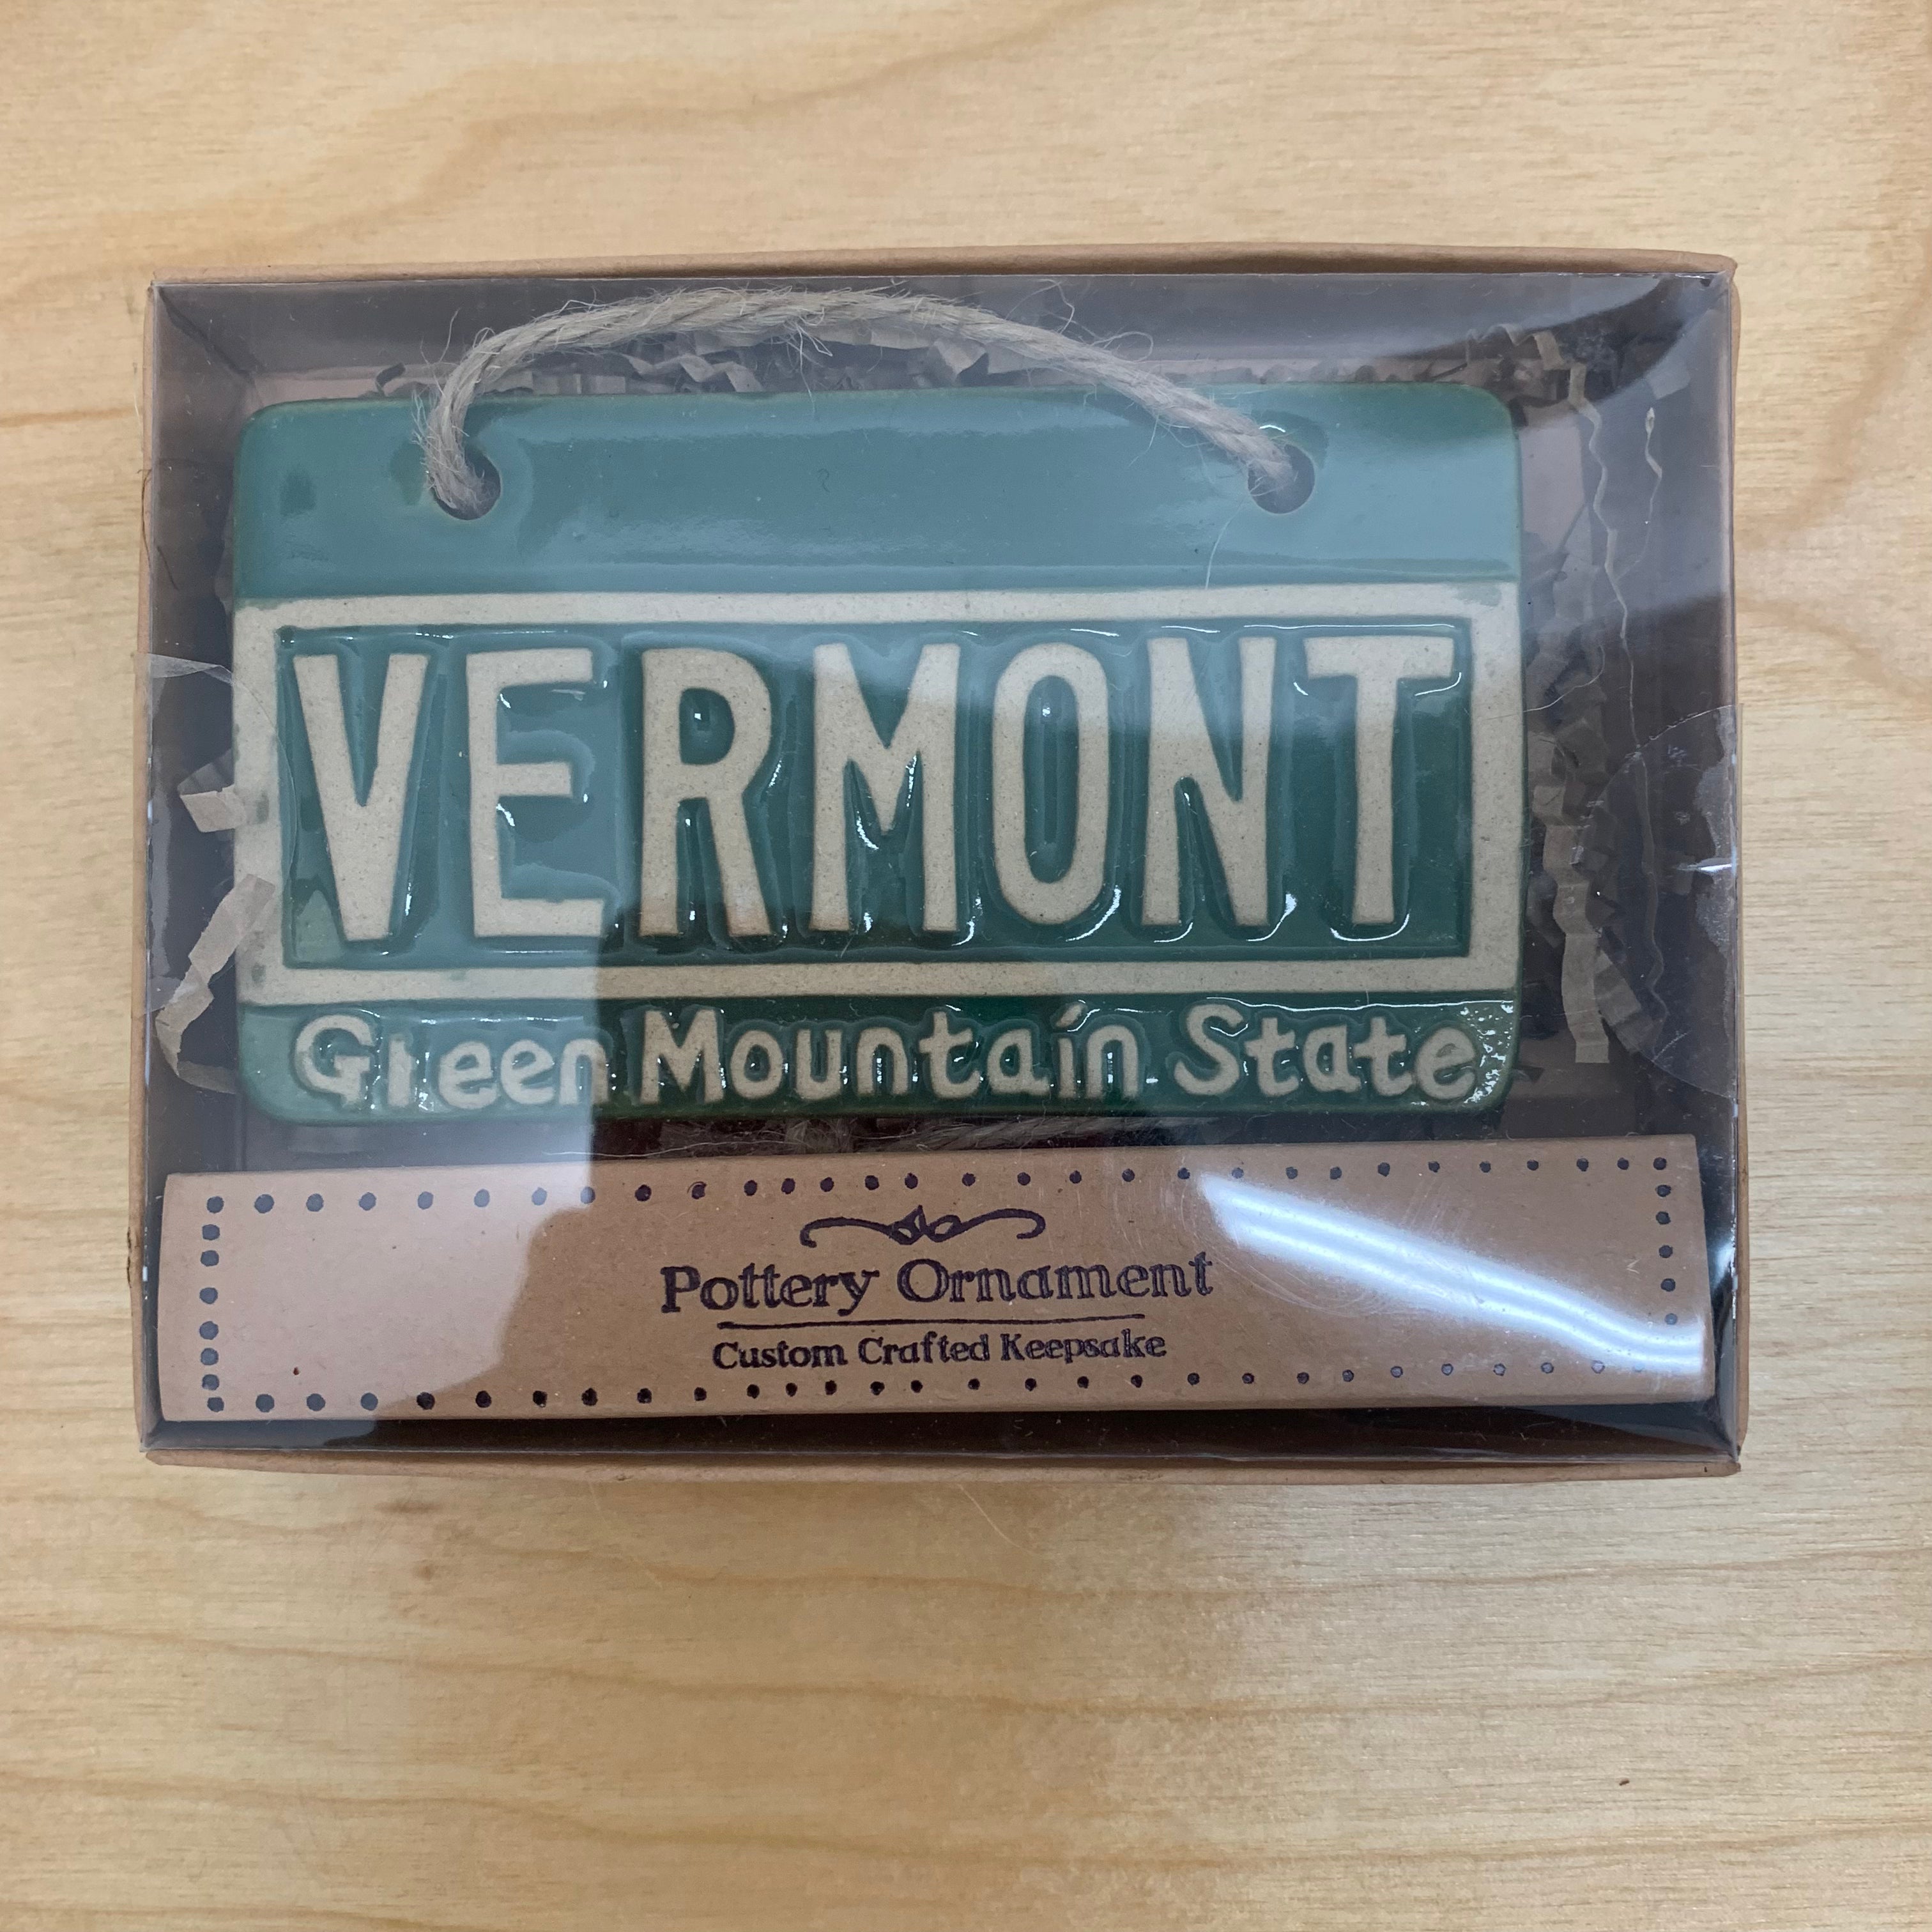 VERMONT
Green Mountain State
Pottery Ornament
Custom Crafted Keepsake